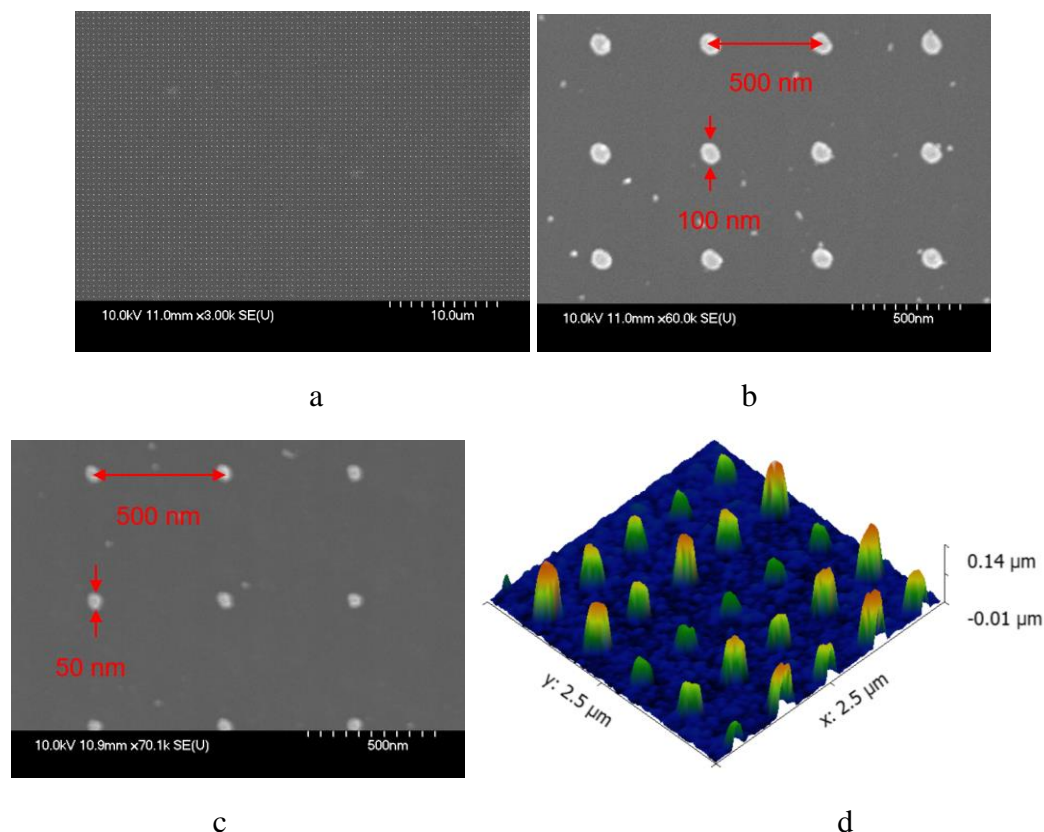 10.0kV 11.0mm x3.00k SE(U)
10.0um
500 nm
100 nm
10.0kV 11.0mm x60.0k SE(U)
500nm
a
b
500 nm
50 nm
10.0kV 10.9mm x70.1k SE(U)
500nm
0.14 µm
-0.01 µm
y: 2.5 µm
x: 2.5 µm
c
d